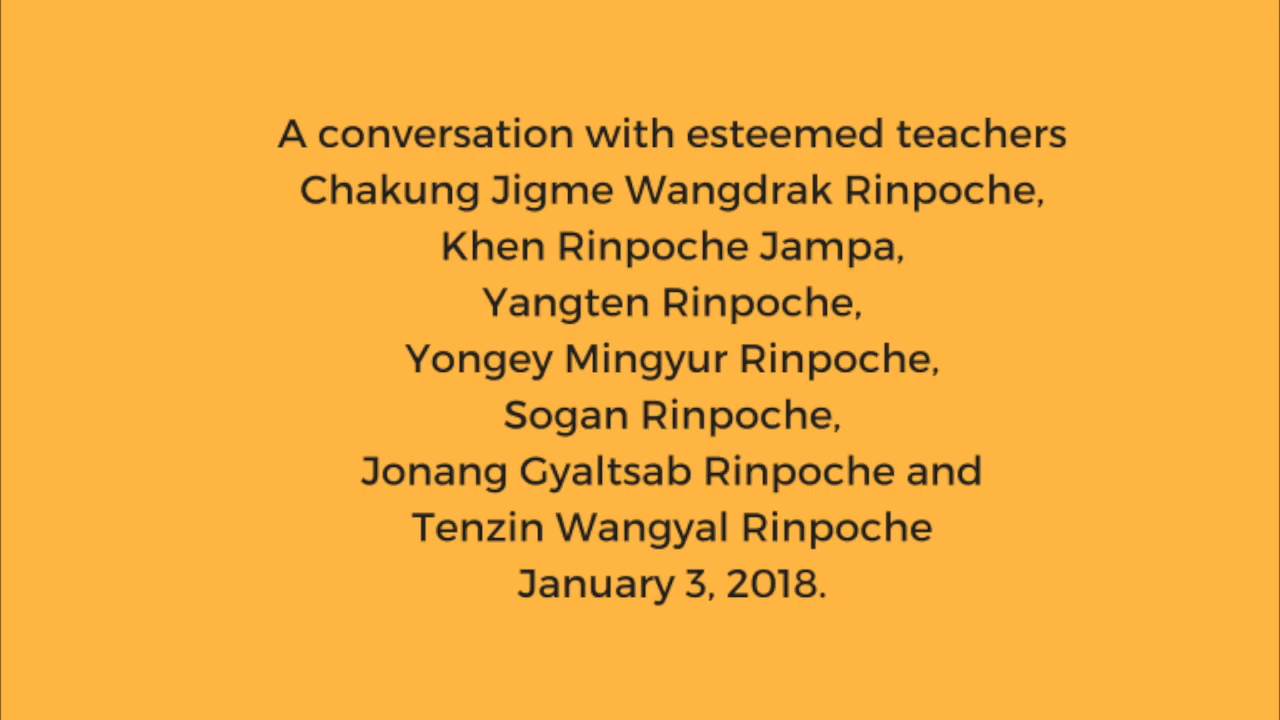 A conversation with esteemed teachers
Chakung Jigme Wangdrak Rinpoche,
Khen Rinpoche Jampa,
Yangten Rinpoche,
Yongey Mingyur Rinpoche,
Sogan Rinpoche,
Jonang Gyaltsab Rinpoche and
Tenzin Wangyal Rinpoche
January 3, 2018.